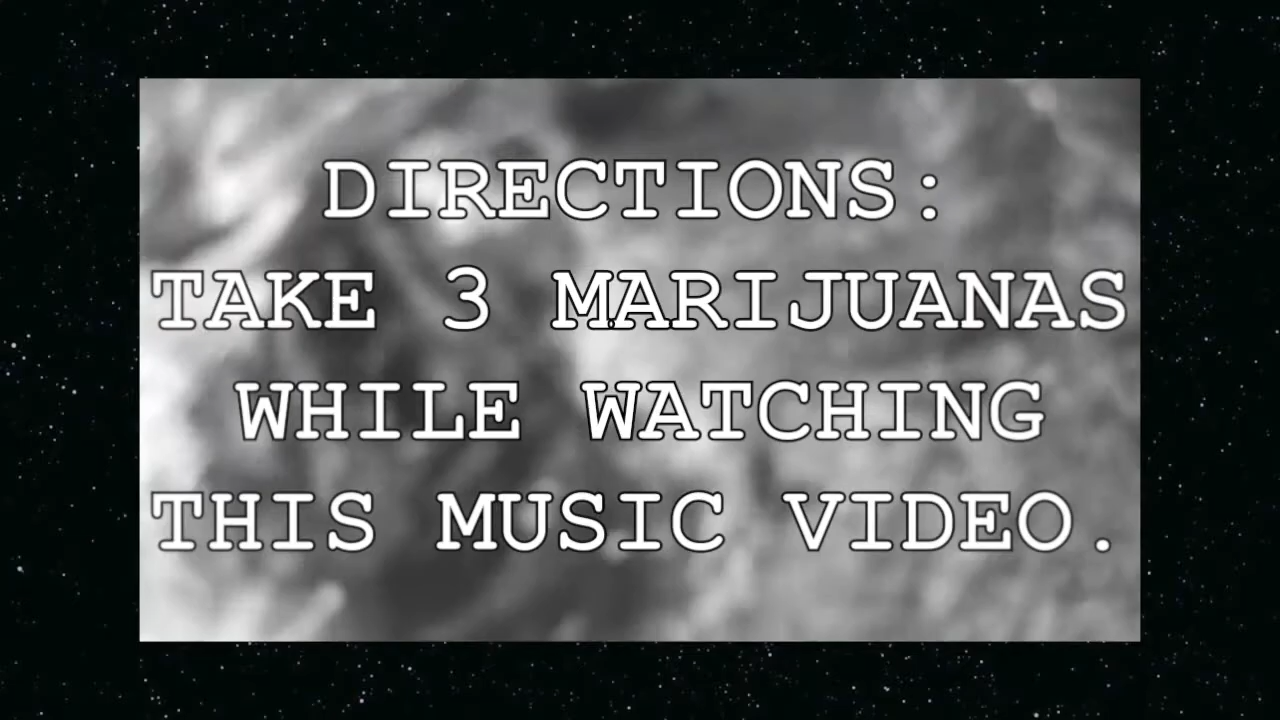 DIRECTIONS:
TAKE 3 MARIJUANAS
WHILE WATCHING
THIS MUSIC VIDEO.